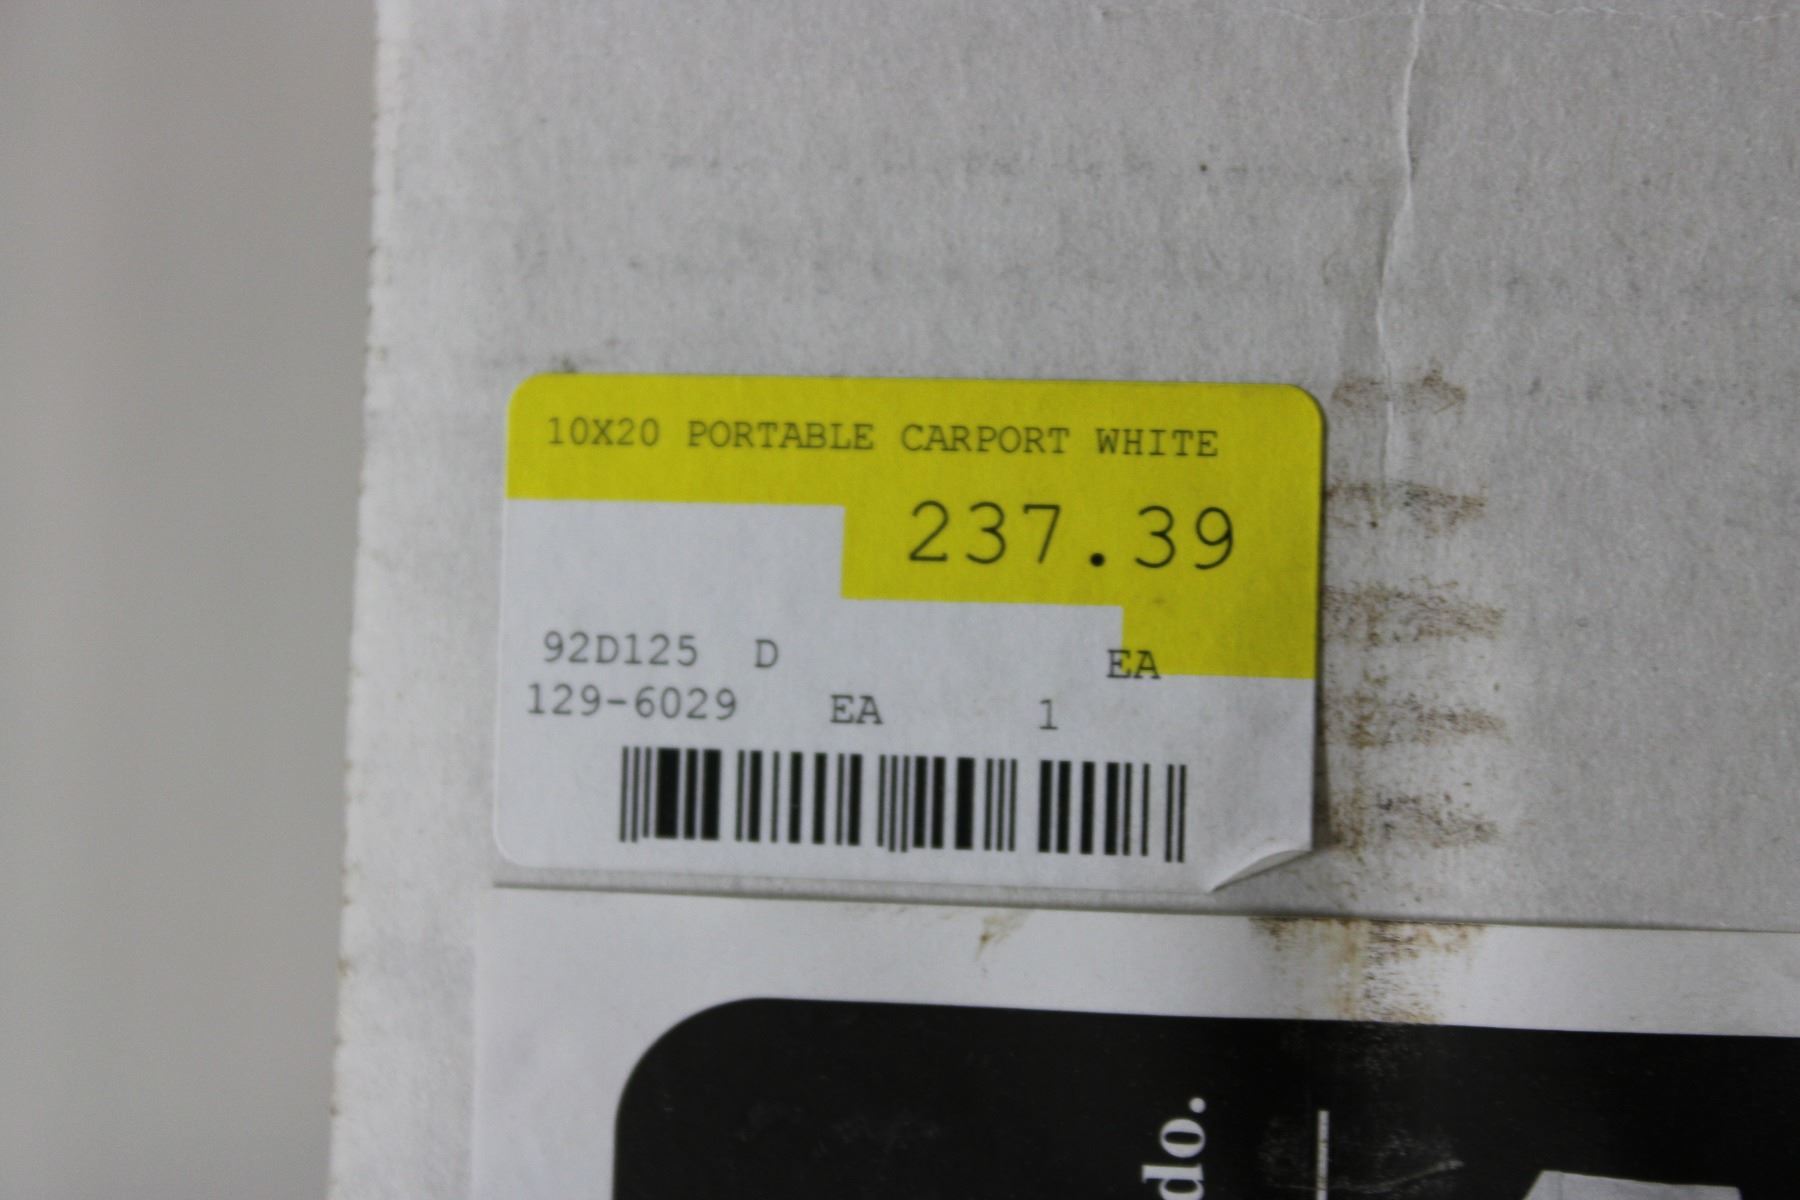 10X20 PORTABLE CARPORT WHITE
237.39
92D125 D EA
129-6029 EA 1
do.